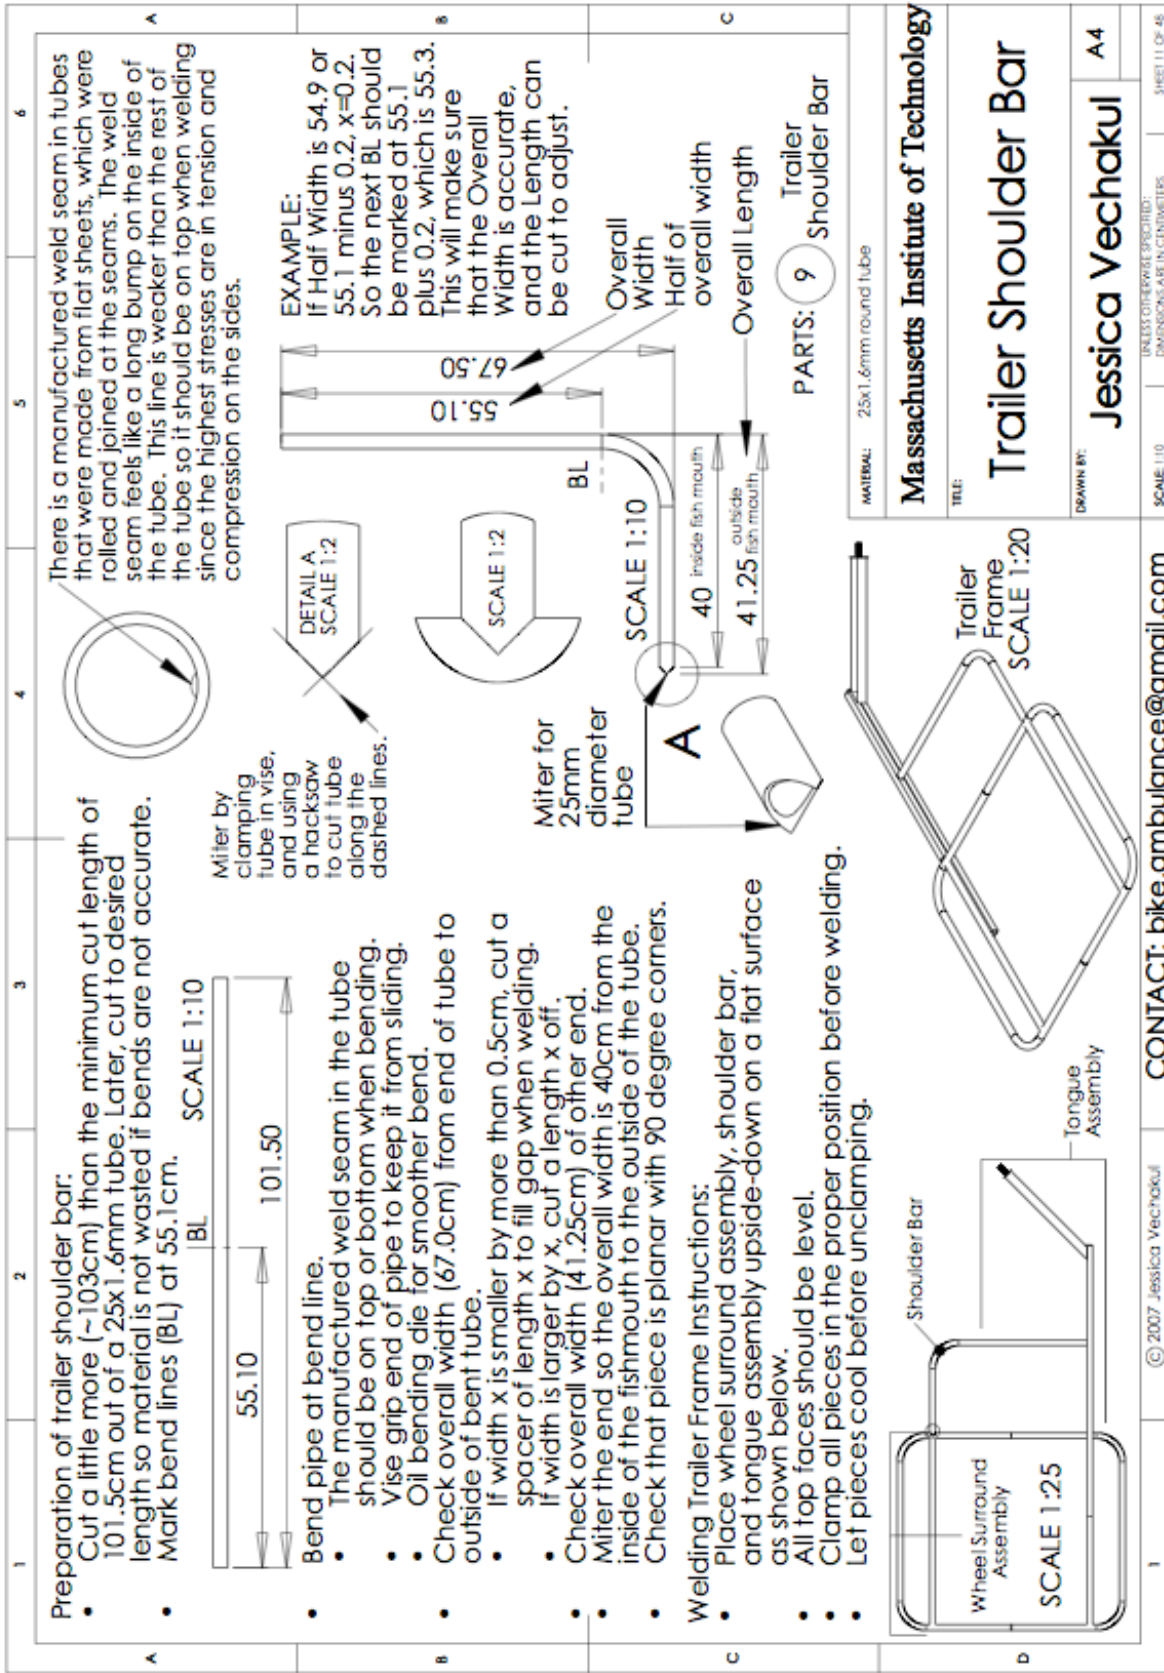 Preparation of trailer shoulder bar:
• Cut a little more (~103cm) than the minimum cut length of
101.5cm out of a 25x1.6mm tube. Later, cut to desired
length so material is not wasted if bends are not accurate.
• Mark bend lines (BL) at 55.1cm.
BL
SCALE 1:10
55.10
101.50
• Bend pipe at bend line.
• The manufactured weld seam in the tube
should be on top or bottom when bending.
• Vise grip end of pipe to keep it from sliding.
• Oil bending die for smoother bend.
• Check overall width (67.0cm) from end of tube to
outside of bent tube.
• If width x is smaller by more than 0.5cm, cut a
spacer of length x to fill gap when welding.
• If width is larger by x, cut a length x off.
• Check overall width (41.25cm) of other end.
• Miter the end so the overall width is 40cm from the
inside of the fishmouth to the outside of the tube.
• Check that piece is planar with 90 degree corners.
Welding Trailer Frame Instructions:
• Place wheel surround assembly, shoulder bar,
and tongue assembly upside-down on a flat surface
as shown below.
• All top faces should be level.
• Clamp all pieces in the proper position before welding.
• Let pieces cool before unclamping.
Wheel Surround
Assembly
SCALE 1:25
Shoulder Bar
Tongue
Assembly
There is a manufactured weld seam in tubes
that were made from flat sheets, which were
rolled and joined at the seams. The weld
seam feels like a long bump on the inside of
the tube. This line is weaker than the rest of
the tube so it should be on top when welding
since the highest stresses are in tension and
compression on the sides.
Miter by
clamping
tube in vise,
and using
a hacksaw
to cut tube
along the
dashed lines.
DETAIL A
SCALE 1:2
SCALE 1:2
EXAMPLE:
If Half Width is 54.9 or
55.1 minus 0.2, x=0.2.
So the next BL should
be marked at 55.1
plus 0.2, which is 55.3.
This will make sure
that the Overall
Width is accurate,
and the Length can
be cut to adjust.
67.50
55.10
BL
SCALE 1:10
Overall
Width
Half of
overall width
40 inside fish mouth
41.25 outside
fish mouth
Overall Length
Miter for
25mm
diameter
tube
A
PARTS: 9 Trailer
Shoulder Bar
Trailer
Frame
SCALE 1:20
MATERIAL: 25x1.6mm round tube
Massachusetts Institute of Technology
TITLE:
Trailer Shoulder Bar
DRAWN BY:
Jessica Vechakul
A4
© 2007 Jessica Vechakul
CONTACT: bike.ambulance@gmail.com
SCALE: 1:10
UNLESS OTHERWISE SPECIFIED:
DIMENSIONS ARE IN CENTIMETERS
SHEET 11 OF 48
1
2
3
4
5
6
A
B
C
D
A
B
C
1